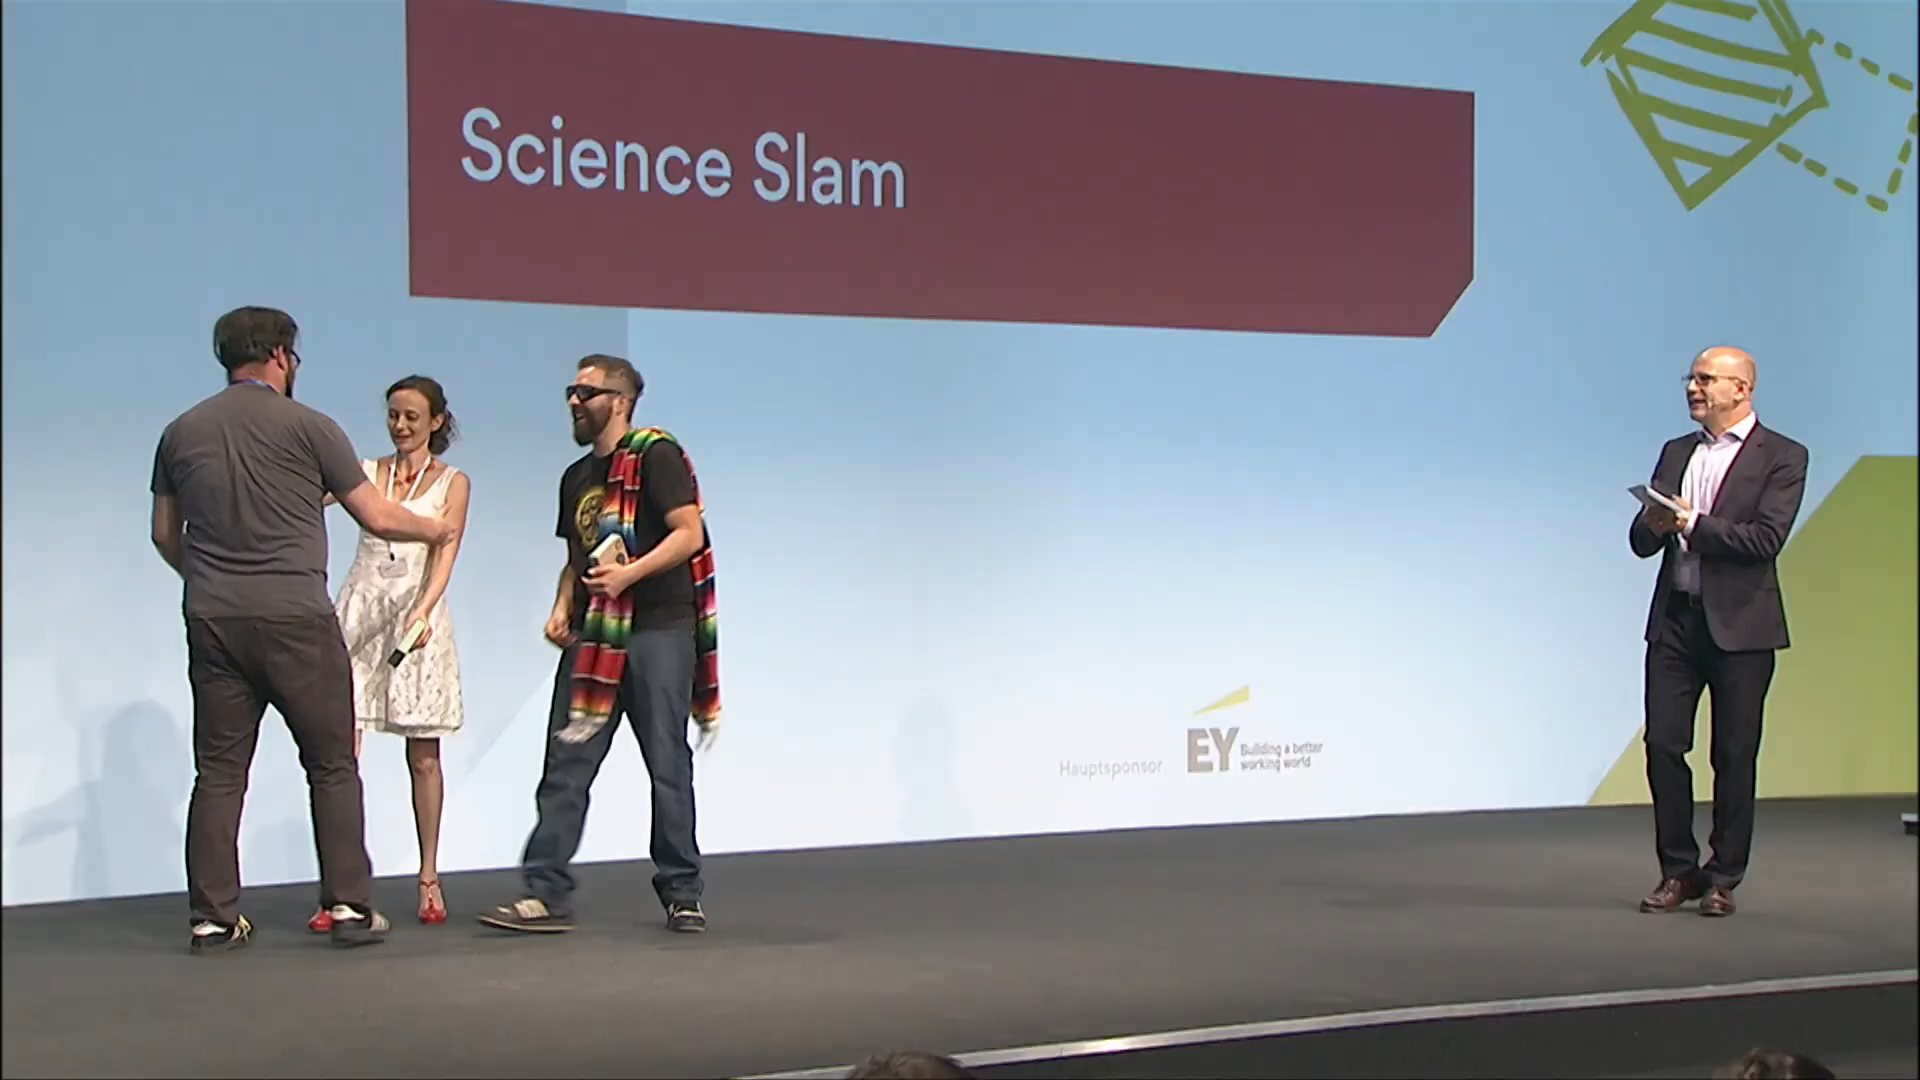 Science Slam
Hauptsponsor
EY
Building a better
working world